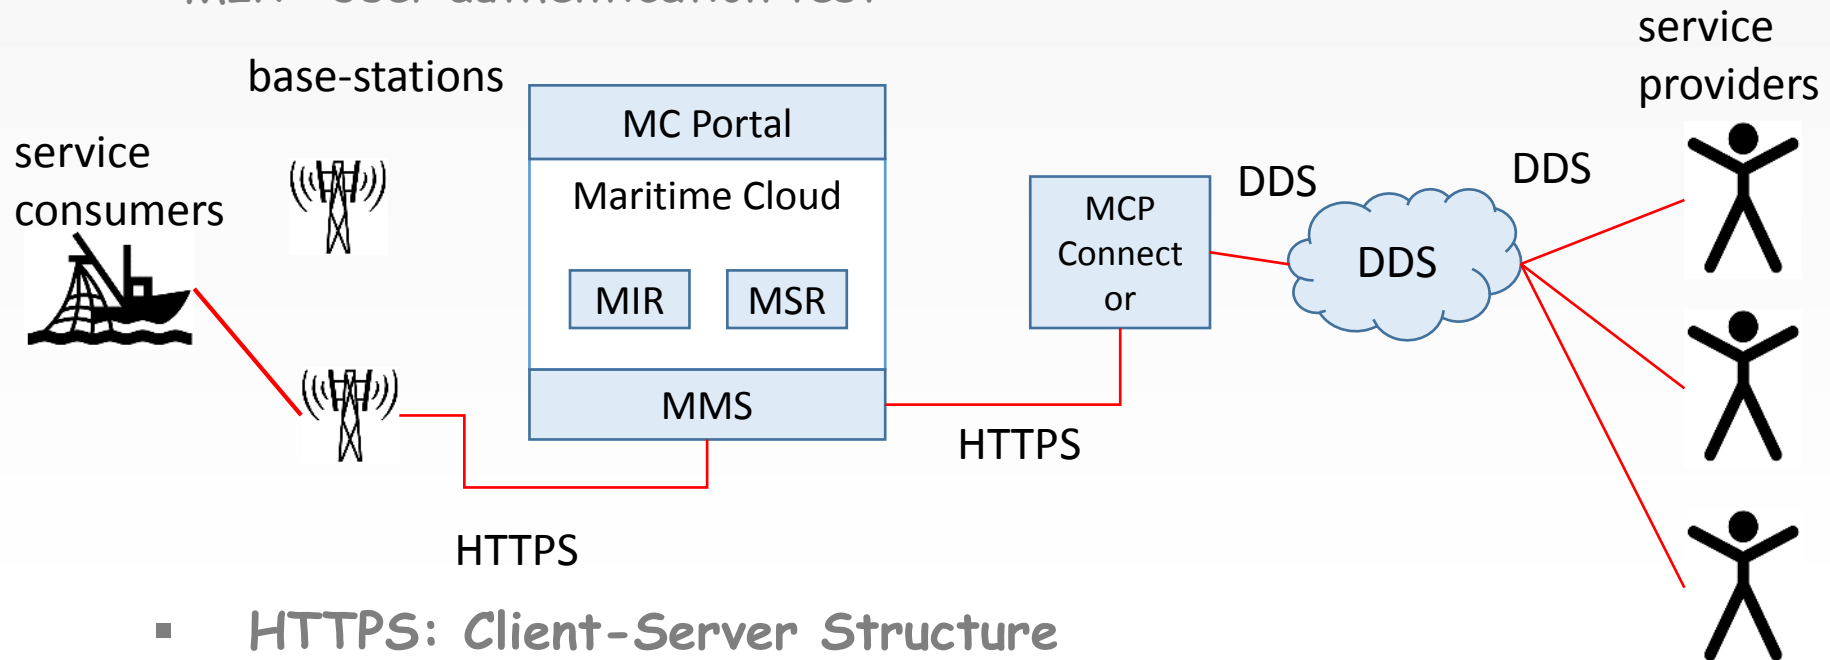 service
providers
base-stations
MC Portal
service
consumers
Maritime Cloud
MIR
MSR
MMS
MCP
Connect
or
DDS
DDS
DDS
HTTPS
HTTPS
▪ HTTPS: Client-Server Structure